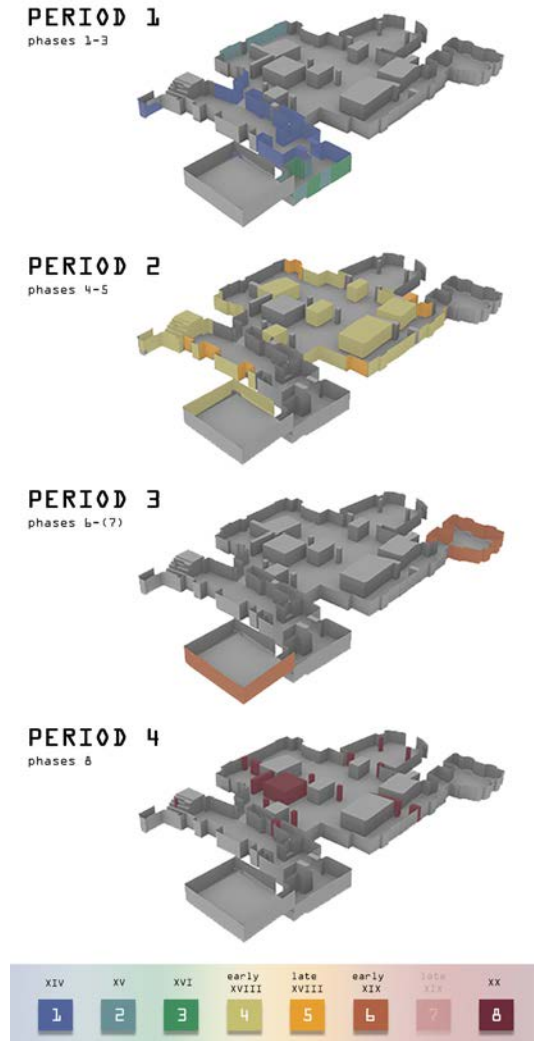 PERIOD 1
phases 1-3
PERIOD 2
phases 4-5
PERIOD 3
phases 6-(7)
PERIOD 4
phases 8
XIV XV XVI early XVIII late XVIII early XIX late XIX XX
1 2 3 4 5 6 7 8